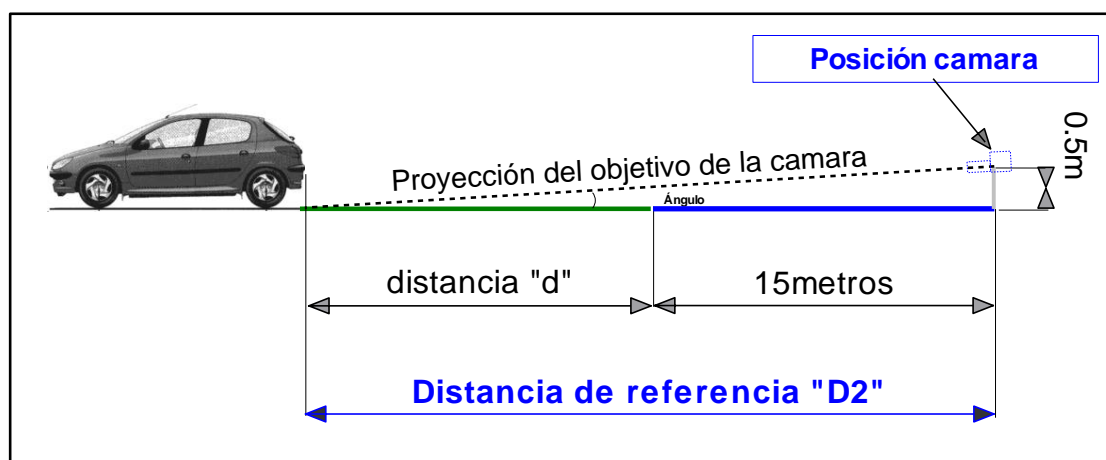 Posición camara
0.5m
Proyección del objetivo de la camara
Ángulo
distancia "d"
15metros
Distancia de referencia "D2"